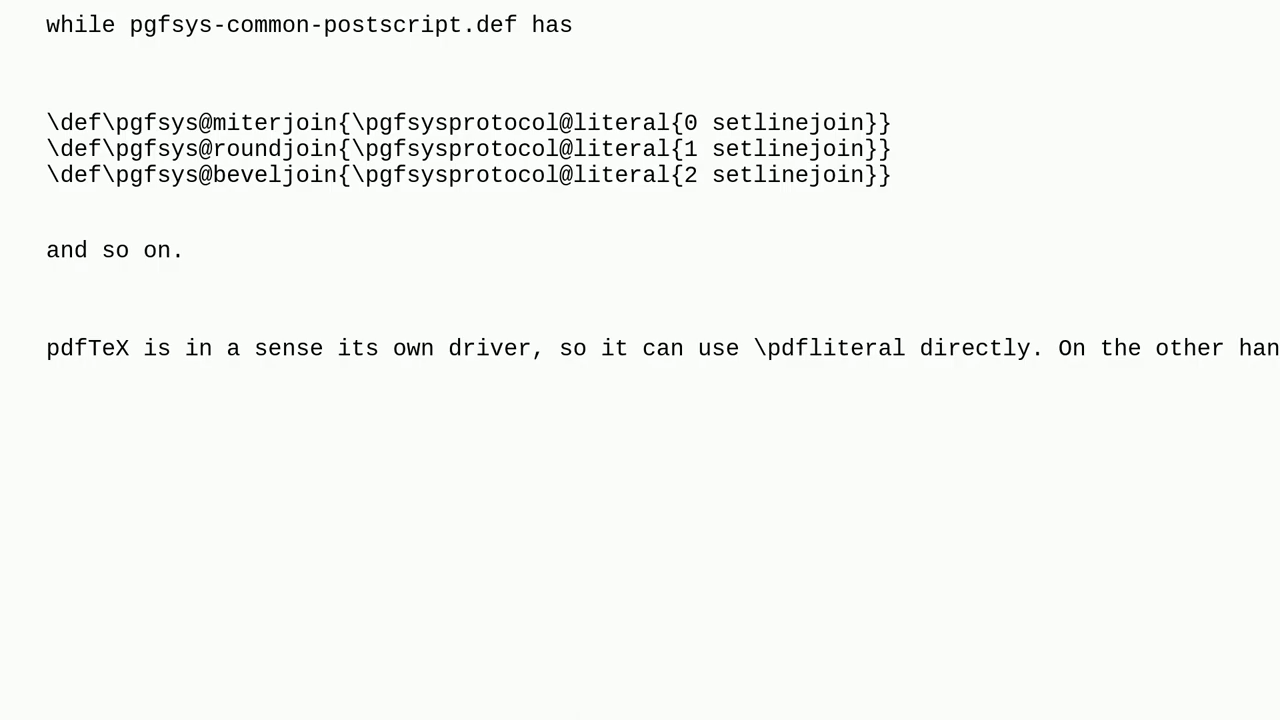 while pgfsys-common-postscript.def has
\def\pgfsys@miterjoin{\pgfsysprotocol@literal{0 setlinejoin}}
\def\pgfsys@roundjoin{\pgfsysprotocol@literal{1 setlinejoin}}
\def\pgfsys@beveljoin{\pgfsysprotocol@literal{2 setlinejoin}}
and so on.
pdfTeX is in a sense its own driver, so it can use \pdfliteral directly. On the other han